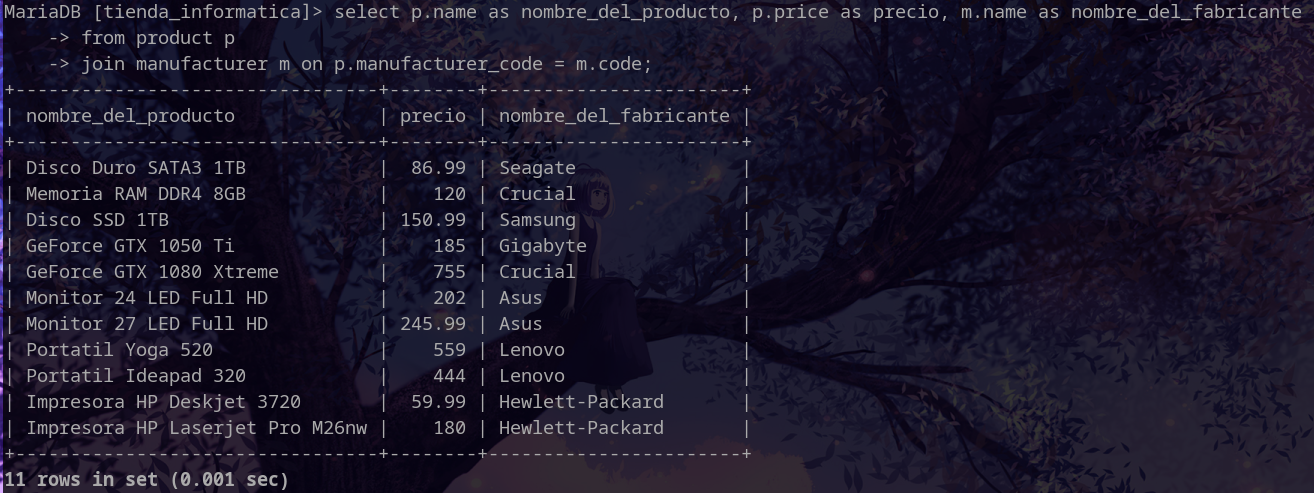 MariaDB [tienda_informatica]> select p.name as nombre_del_producto, p.price as precio, m.name as nombre_del_fabricante
    -> from product p
    -> join manufacturer m on p.manufacturer_code = m.code;
+--------------------------------+--------+-----------------------+
| nombre_del_producto             | precio | nombre_del_fabricante |
+--------------------------------+--------+-----------------------+
| Disco Duro SATA3 1TB            |  86.99 | Seagate               |
| Memoria RAM DDR4 8GB            |    120 | Crucial               |
| Disco SSD 1TB                   | 150.99 | Samsung               |
| GeForce GTX 1050 Ti             |    185 | Gigabyte              |
| GeForce GTX 1080 Xtreme         |    755 | Crucial               |
| Monitor 24 LED Full HD          |    202 | Asus                  |
| Monitor 27 LED Full HD          | 245.99 | Asus                  |
| Portatil Yoga 520               |    559 | Lenovo                |
| Portatil Ideapad 320            |    444 | Lenovo                |
| Impresora HP Deskjet 3720       |  59.99 | Hewlett-Packard       |
| Impresora HP Laserjet Pro M26nw |    180 | Hewlett-Packard       |
+--------------------------------+--------+-----------------------+
11 rows in set (0.001 sec)